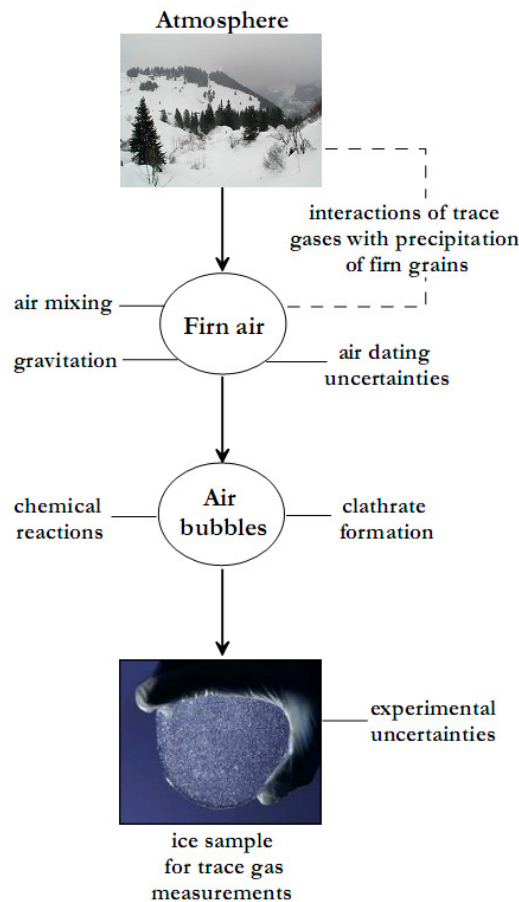 Atmosphere
interactions of trace
gases with precipitation
of firn grains
air mixing
Firn air
gravitation
air dating
uncertainties
chemical
reactions
Air
bubbles
clathrate
formation
experimental
uncertainties
ice sample
for trace gas
measurements